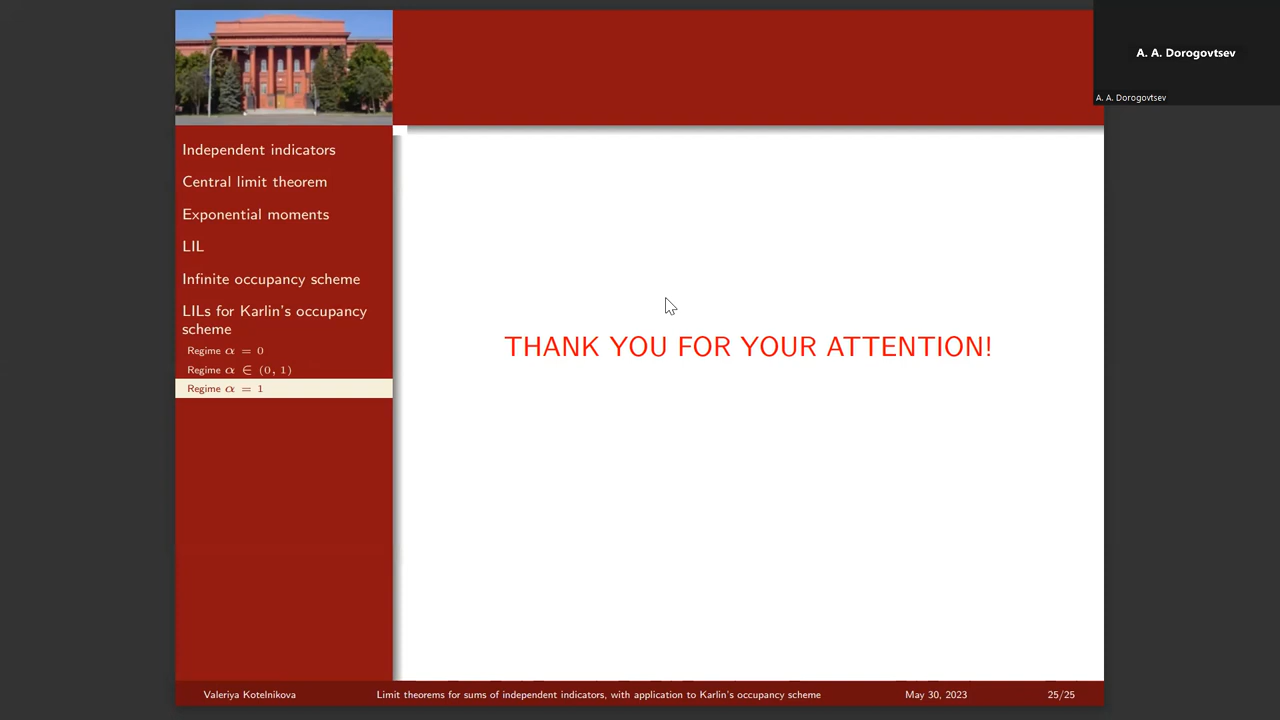 A. A. Dorogovtsev
A. A. Dorogovtsev
Independent indicators
Central limit theorem
Exponential moments
LIL
Infinite occupancy scheme
LILs for Karlin's occupancy
scheme
Regime α = 0
Regime α ∈ (0, 1)
Regime α = 1
THANK YOU FOR YOUR ATTENTION!
Valeriya Kotelnikova
Limit theorems for sums of independent indicators, with application to Karlin's occupancy scheme
May 30, 2023
25/25